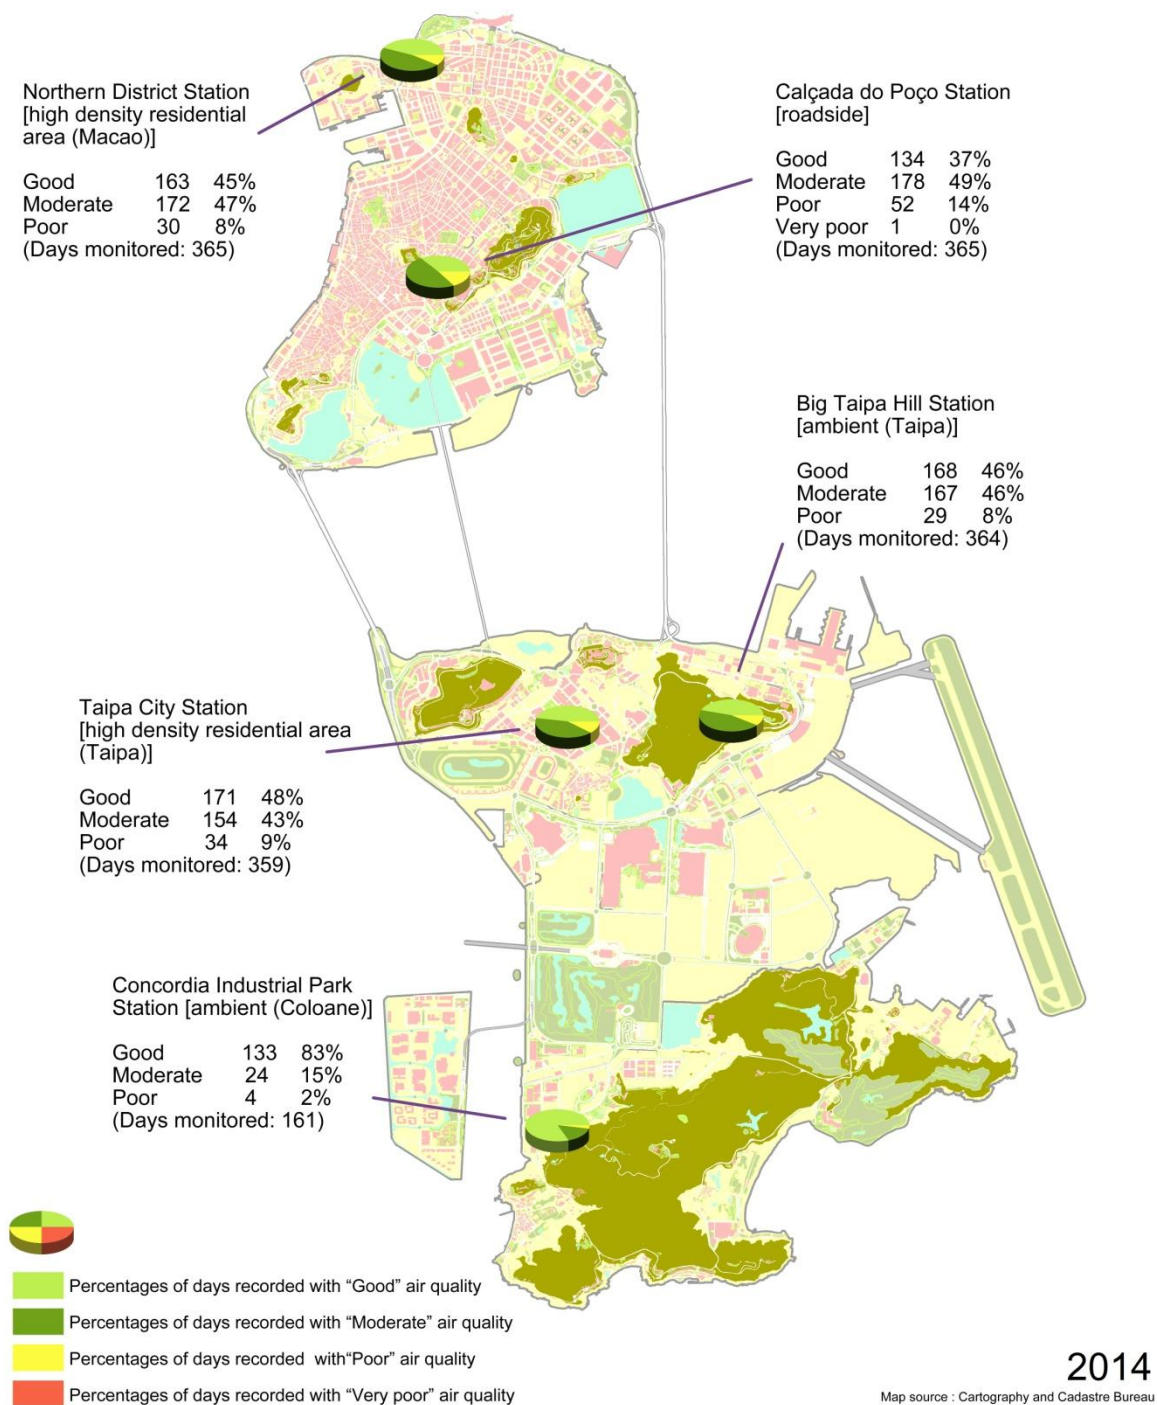 Northern District Station
[high density residential
area (Macao)]
Good 163 45%
Moderate 172 47%
Poor 30 8%
(Days monitored: 365)
Calçada do Poço Station
[roadside]
Good 134 37%
Moderate 178 49%
Poor 52 14%
Very poor 1 0%
(Days monitored: 365)
Big Taipa Hill Station
[ambient (Taipa)]
Good 168 46%
Moderate 167 46%
Poor 29 8%
(Days monitored: 364)
Taipa City Station
[high density residential area
(Taipa)]
Good 171 48%
Moderate 154 43%
Poor 34 9%
(Days monitored: 359)
Concordia Industrial Park
Station [ambient (Coloane)]
Good 133 83%
Moderate 24 15%
Poor 4 2%
(Days monitored: 161)
Percentages of days recorded with “Good” air quality
Percentages of days recorded with “Moderate” air quality
Percentages of days recorded with“Poor” air quality
Percentages of days recorded with “Very poor” air quality
2014
Map source : Cartography and Cadastre Bureau